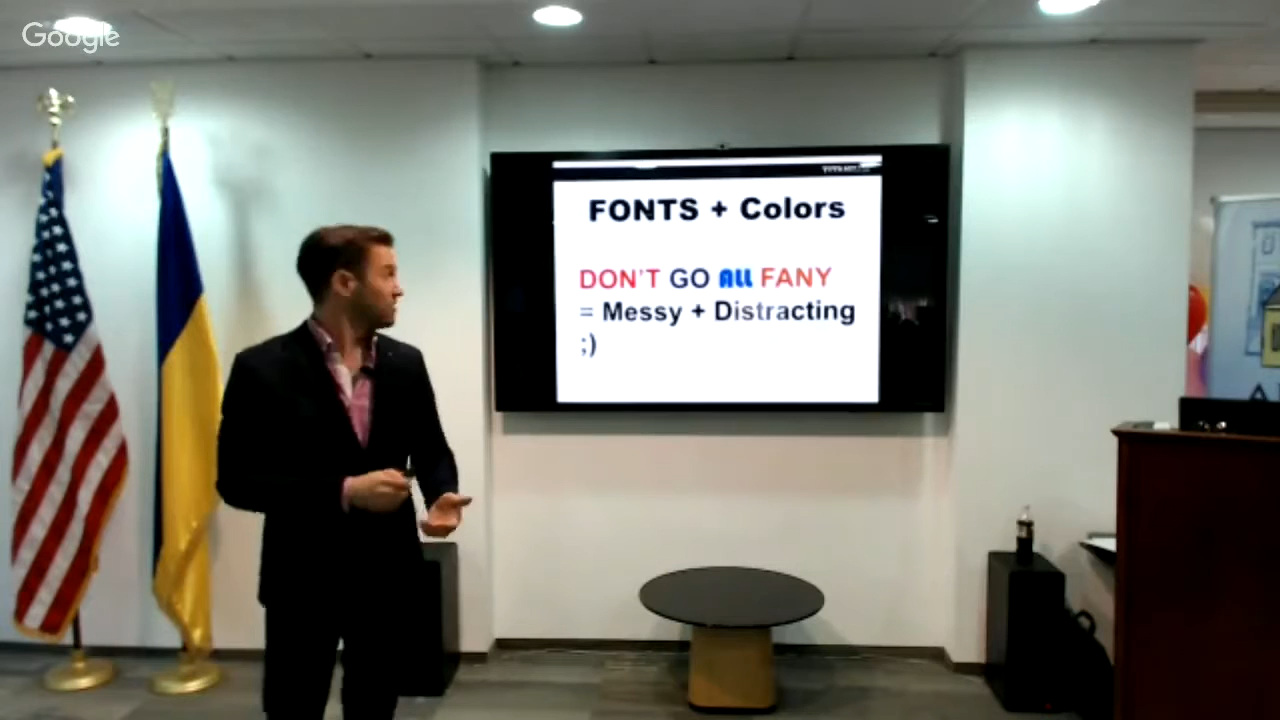 Google
FONTS + Colors
DON'T GO ALL FANY
= Messy + Distracting
;)
A